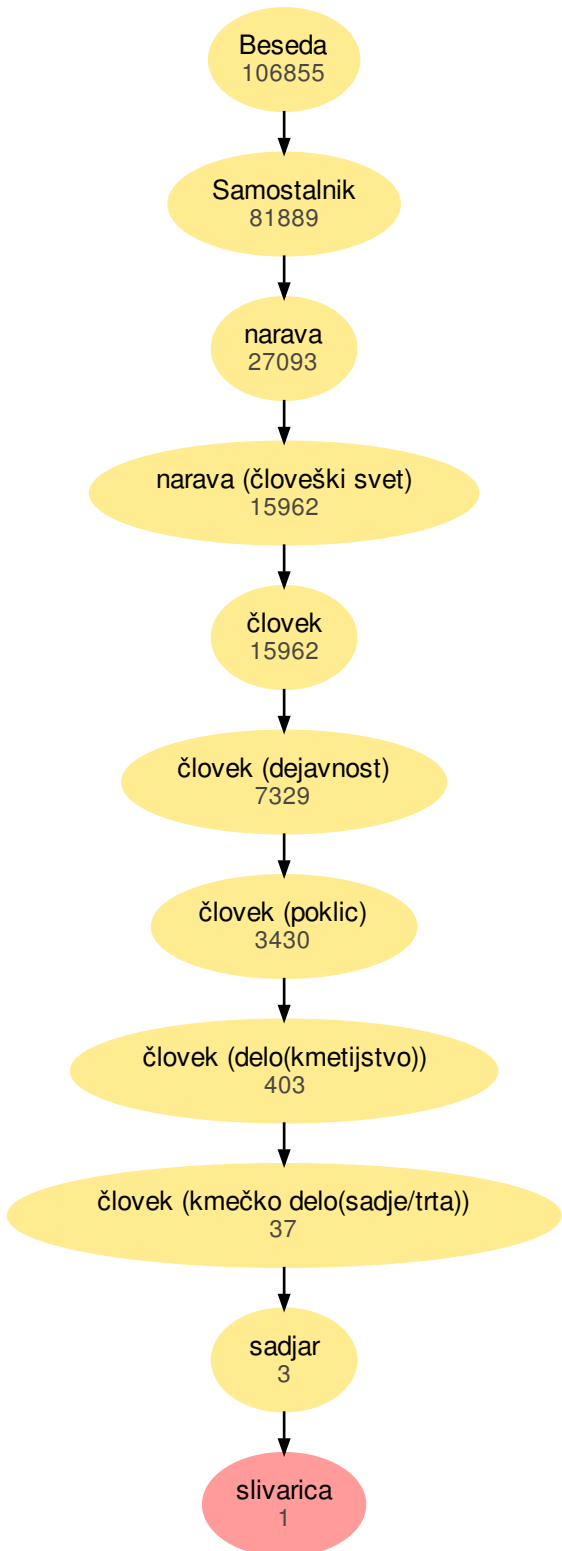 Beseda
106855
Samostalnik
81889
narava
27093
narava (človeški svet)
15962
človek
15962
človek (dejavnost)
7329
človek (poklic)
3430
človek (delo(kmetijstvo))
403
človek (kmečko delo(sadje/trta))
37
sadjar
3
slivarica
1